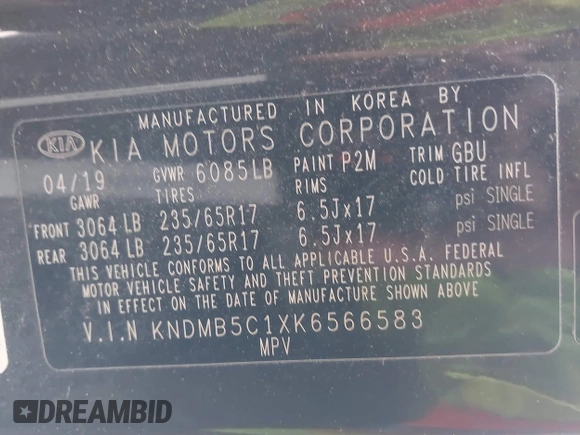 MANUFACTURED IN KOREA BY
KIA KIA MOTORS CORPORATION
04/19 GVWR 6085LB PAINT P2M TRIM GBU
GAWR TIRES RIMS COLD TIRE INFL
FRONT 3064 LB 235/65R17 6.5Jx17 psi SINGLE
REAR 3064 LB 235/65R17 6.5Jx17 psi SINGLE
THIS VEHICLE CONFORMS TO ALL APPLICABLE U.S.A. FEDERAL
MOTOR VEHICLE SAFETY AND THEFT PREVENTION STANDARDS
IN EFFECT ON THE DATE OF MANUFACTURE SHOWN ABOVE
V.I.N KNDMB5C1XK6566583
MPV
DREAMBID